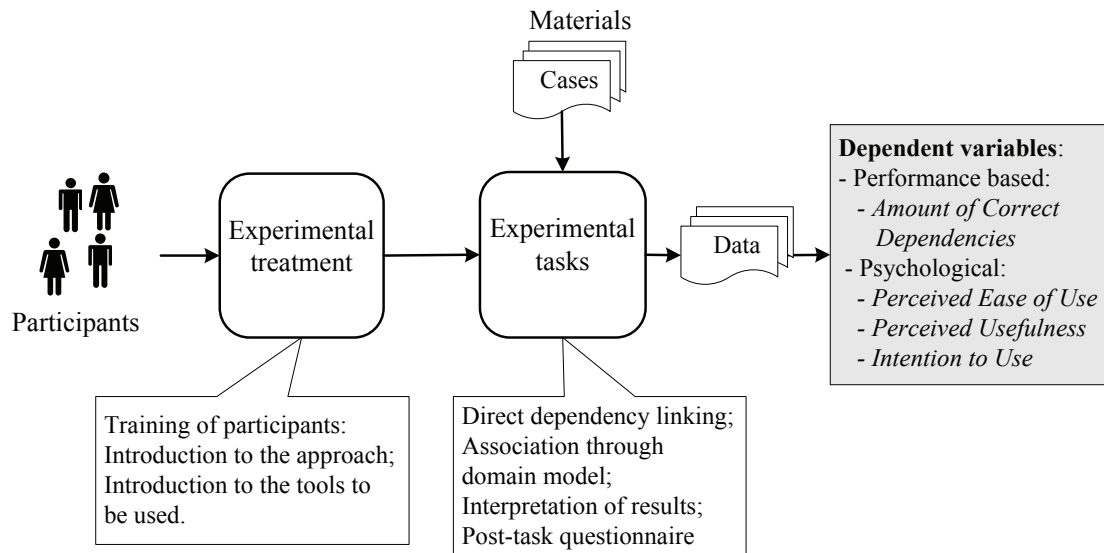 Materials
Cases
Participants
Experimental
treatment
Experimental
tasks
Data
Dependent variables:
- Performance based:
- Amount of Correct
Dependencies
- Psychological:
- Perceived Ease of Use
- Perceived Usefulness
- Intention to Use
Training of participants:
Introduction to the approach;
Introduction to the tools to
be used.
Direct dependency linking;
Association through
domain model;
Interpretation of results;
Post-task questionnaire